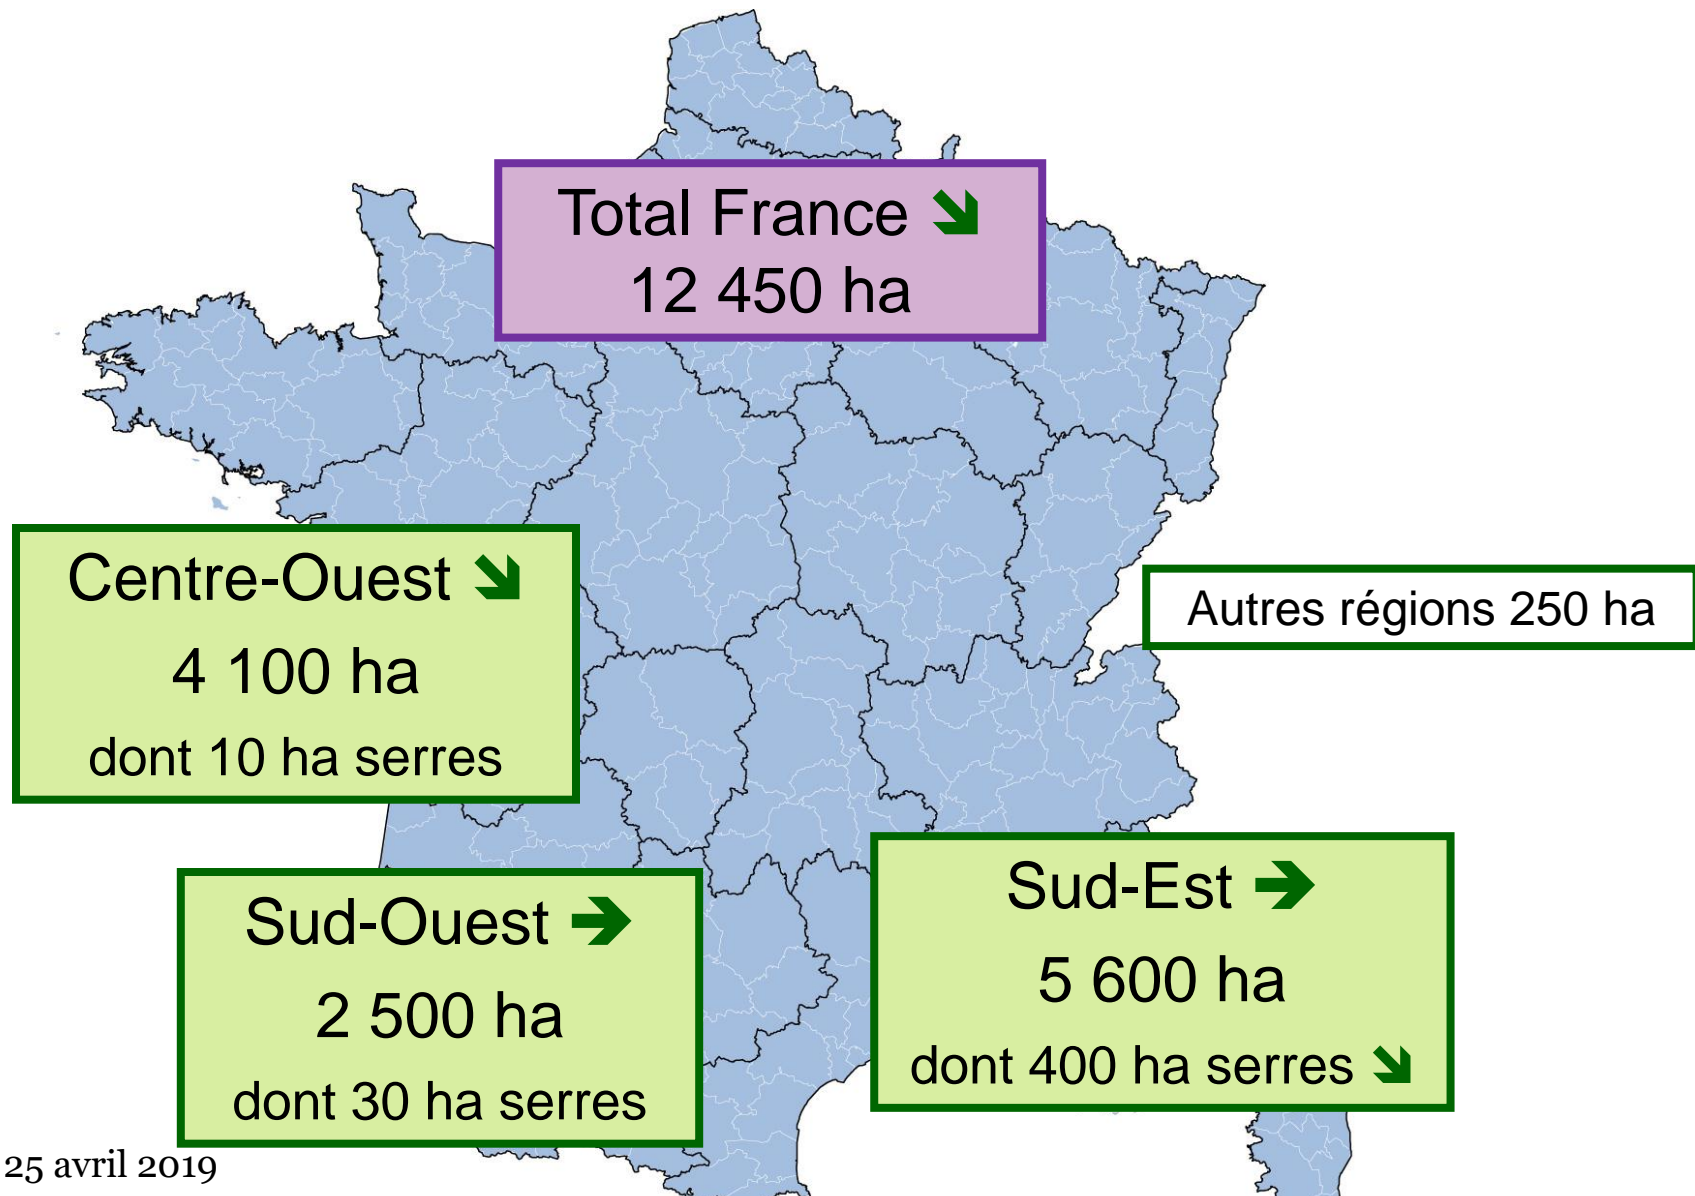 Total France ➔
12 450 ha
Centre-Ouest ➔
4 100 ha
dont 10 ha serres
Autres régions 250 ha
Sud-Ouest ➔
2 500 ha
dont 30 ha serres
Sud-Est ➔
5 600 ha
dont 400 ha serres ➔
25 avril 2019